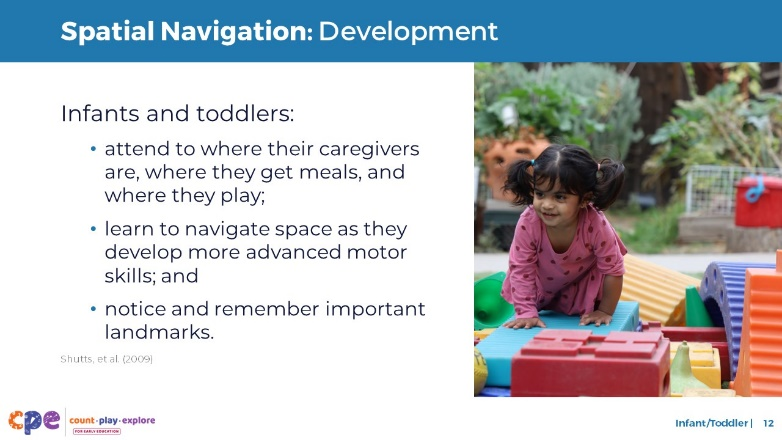 Spatial Navigation: Development
Infants and toddlers:
• attend to where their caregivers
are, where they get meals, and
where they play;
• learn to navigate space as they
develop more advanced motor
skills; and
• notice and remember important
landmarks.
Shutts, et al. (2009)
cpe
count·play·explore
FOR EARLY EDUCATION
Infant/Toddler | 12